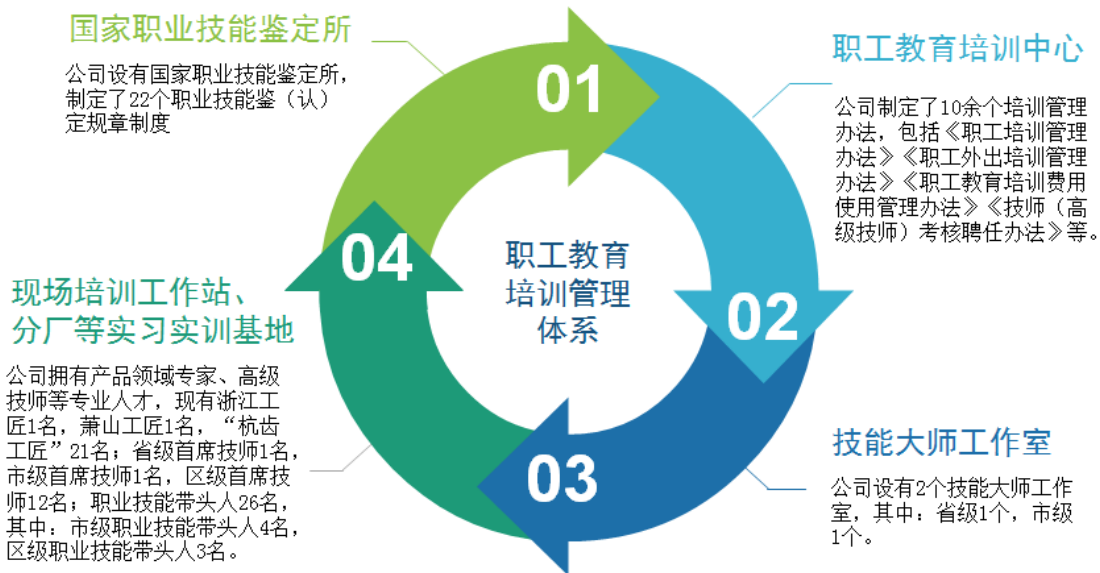 国家职业技能鉴定所
公司设有国家职业技能鉴定所，
制定了22个职业技能鉴（认）
定规章制度
01
职工教育培训中心
公司制定了10余个培训管理
办法，包括《职工培训管理
办法》《职工外出培训管理
办法》《职工教育培训费用
使用管理办法》《技师（高
级技师）考核聘任办法》等。
02
职工教育
培训管理
体系
技能大师工作室
公司设有2个技能大师工作
室，其中：省级1个，市级
1个。
03
04
现场培训工作站、
分厂等实习实训基地
公司拥有产品领域专家、高级
技师等专业人才，现有浙江工
匠1名，萧山工匠1名，“杭齿
工匠”21名；省级首席技师1名，
市级首席技师1名，区级首席技
师12名；职业技能带头人26名，
其中：市级职业技能带头人4名，
区级职业技能带头人3名。